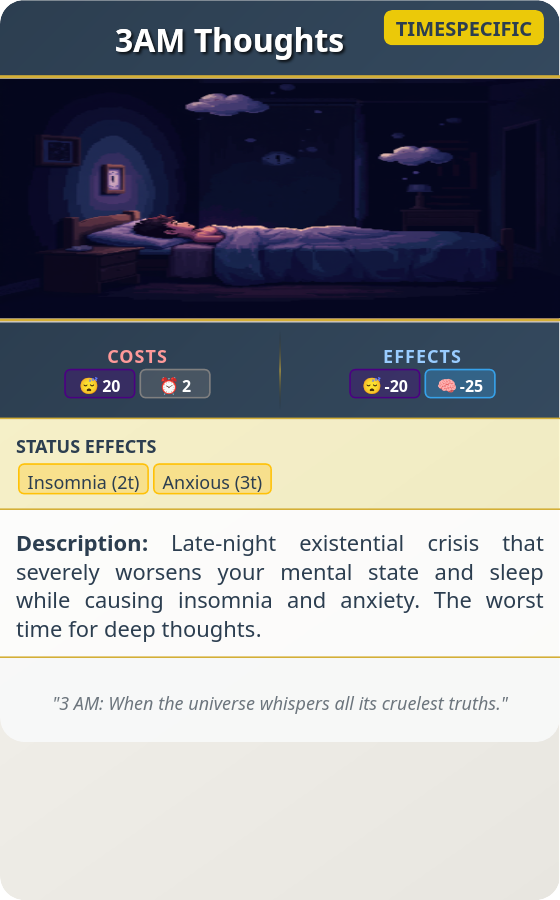 3AM Thoughts
TIMESPECIFIC
COSTS
😴 20 ⏰ 2
EFFECTS
😴 -20 🧠 -25
STATUS EFFECTS
Insomnia (2t) Anxious (3t)
Description: Late-night existential crisis that
severely worsens your mental state and sleep
while causing insomnia and anxiety. The worst
time for deep thoughts.
"3 AM: When the universe whispers all its cruelest truths."